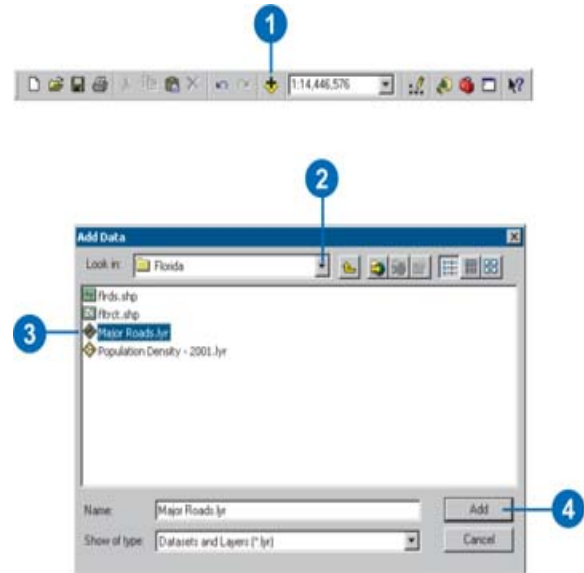 1
1:14,446,576
2
Add Data
Look in: Florida
flrds.shp
fltrct.shp
3
Major Roads.lyr
Population Density - 2001.lyr
Name: Major Roads.lyr
Add
4
Show of type: Datasets and Layers (*.lyr)
Cancel